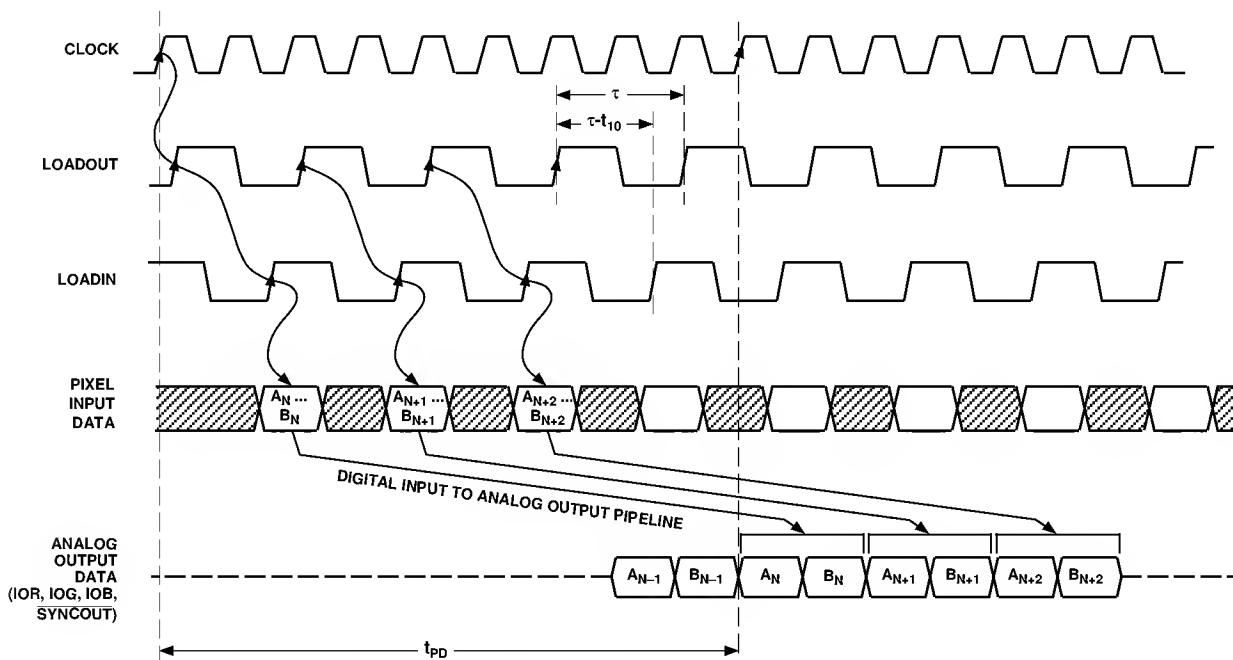 CLOCK
τ
τ-t10
LOADOUT
LOADIN
PIXEL
INPUT
DATA
AN ...
BN
AN+1 ...
BN+1
AN+2 ...
BN+2
DIGITAL INPUT TO ANALOG OUTPUT PIPELINE
ANALOG
OUTPUT
DATA
(IOR, IOG, IOB,
SYNCOUT)
AN–1 BN–1 AN BN AN+1 BN+1 AN+2 BN+2
tPD